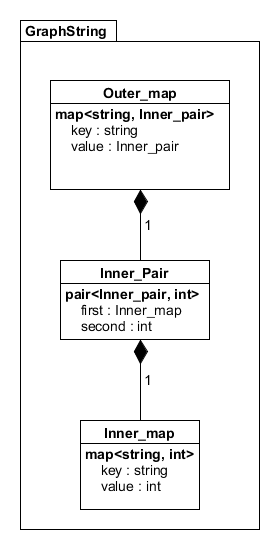 GraphString
Outer_map
map<string, Inner_pair>
key : string
value : Inner_pair
1
Inner_Pair
pair<Inner_pair, int>
first : Inner_map
second : int
1
Inner_map
map<string, int>
key : string
value : int